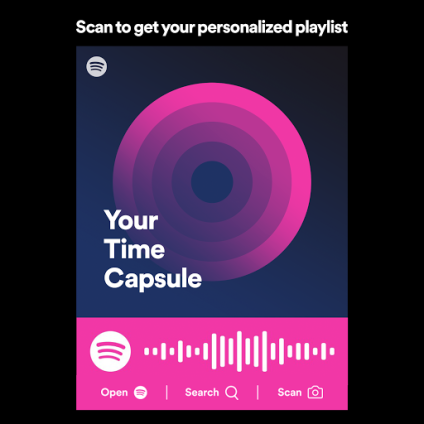 Scan to get your personalized playlist
Your
Time
Capsule
Open
Search
Scan